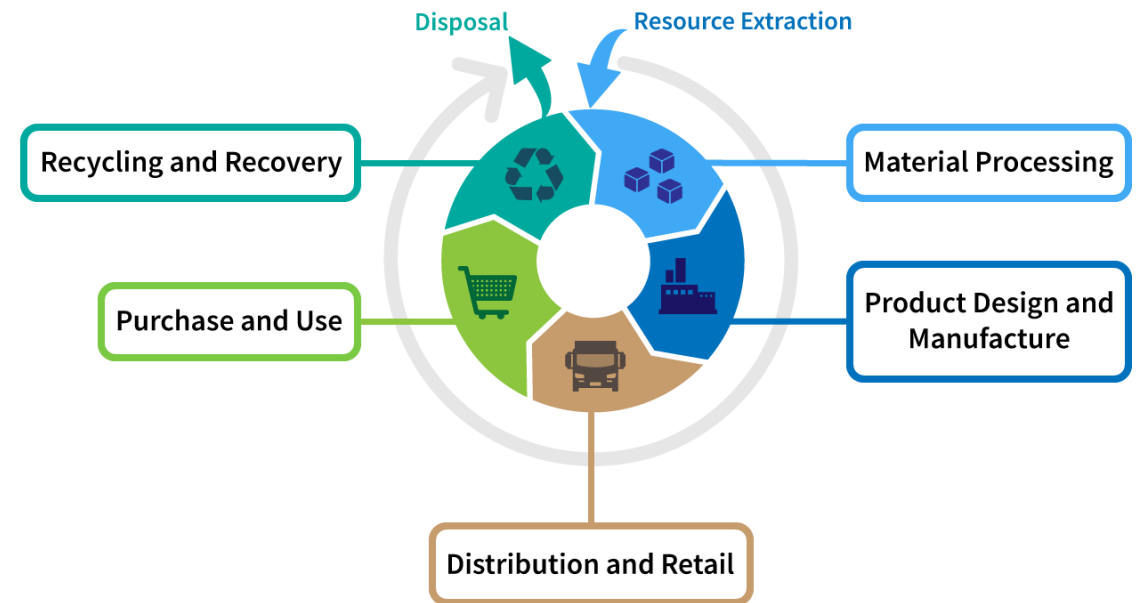 Disposal
Resource Extraction
Recycling and Recovery
Material Processing
Purchase and Use
Product Design and
Manufacture
Distribution and Retail